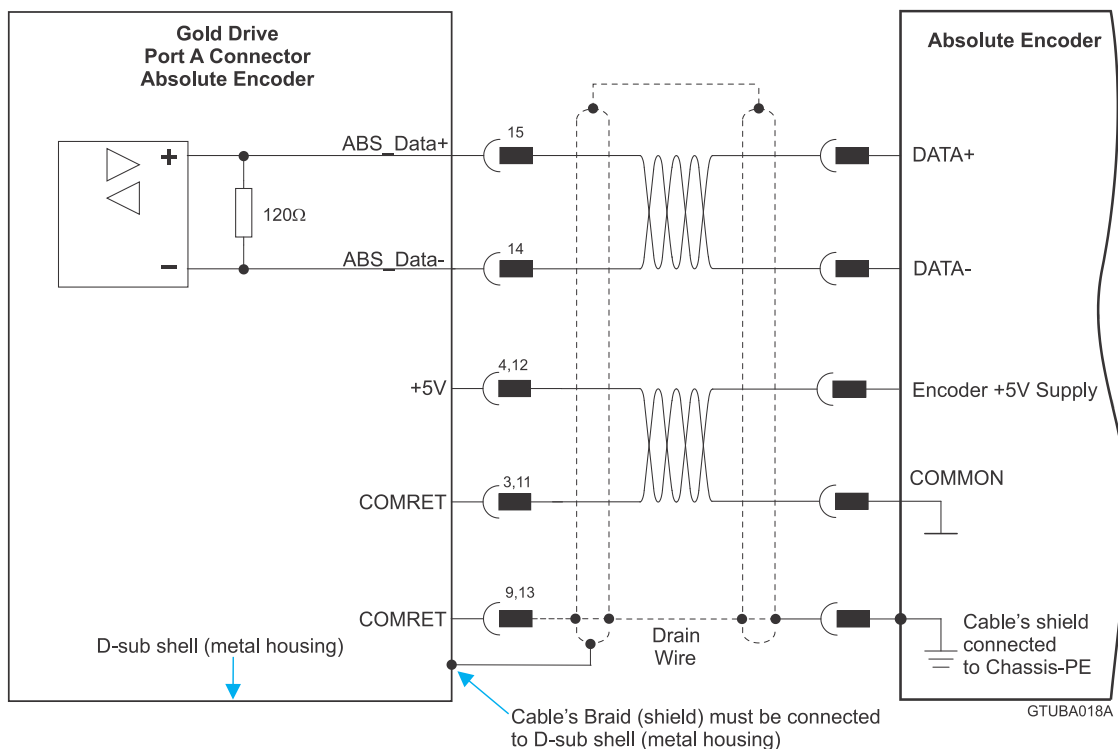 Gold Drive
Port A Connector
Absolute Encoder
Absolute Encoder
ABS_Data+
15
DATA+
+
120Ω
ABS_Data-
14
DATA-
−
+5V
4,12
Encoder +5V Supply
COMRET
3,11
COMMON
COMRET
9,13
Drain
Wire
Cable's shield
connected
to Chassis-PE
D-sub shell (metal housing)
Cable's Braid (shield) must be connected
to D-sub shell (metal housing)
GTUBA018A